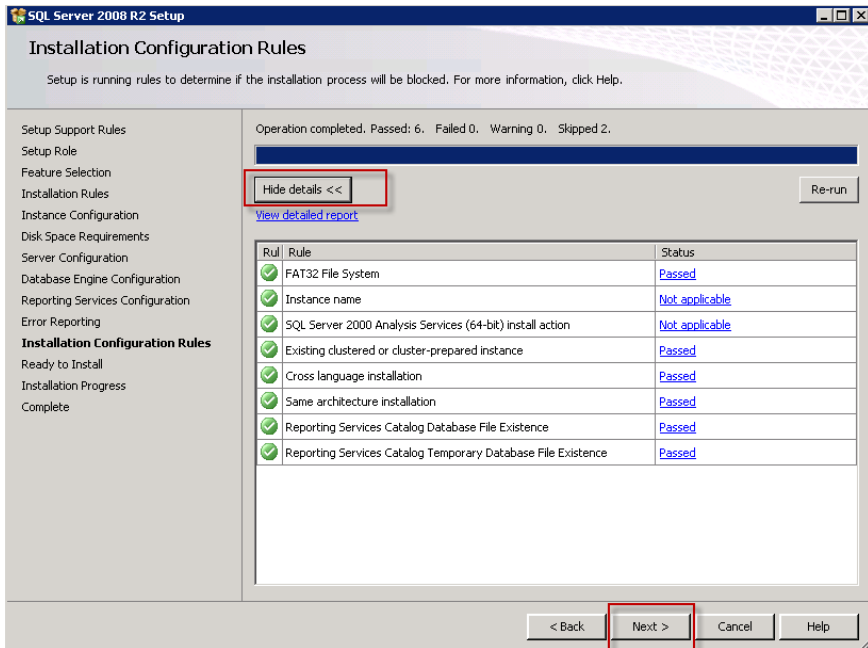 SQL Server 2008 R2 Setup
Installation Configuration Rules
Setup is running rules to determine if the installation process will be blocked. For more information, click Help.
Setup Support Rules
Setup Role
Feature Selection
Installation Rules
Instance Configuration
Disk Space Requirements
Server Configuration
Database Engine Configuration
Reporting Services Configuration
Error Reporting
Installation Configuration Rules
Ready to Install
Installation Progress
Complete
Operation completed. Passed: 6. Failed 0. Warning 0. Skipped 2.
Hide details <<
Re-run
View detailed report
Rul Rule Status
FAT32 File System Passed
Instance name Not applicable
SQL Server 2000 Analysis Services (64-bit) install action Not applicable
Existing clustered or cluster-prepared instance Passed
Cross language installation Passed
Same architecture installation Passed
Reporting Services Catalog Database File Existence Passed
Reporting Services Catalog Temporary Database File Existence Passed
< Back Next > Cancel Help